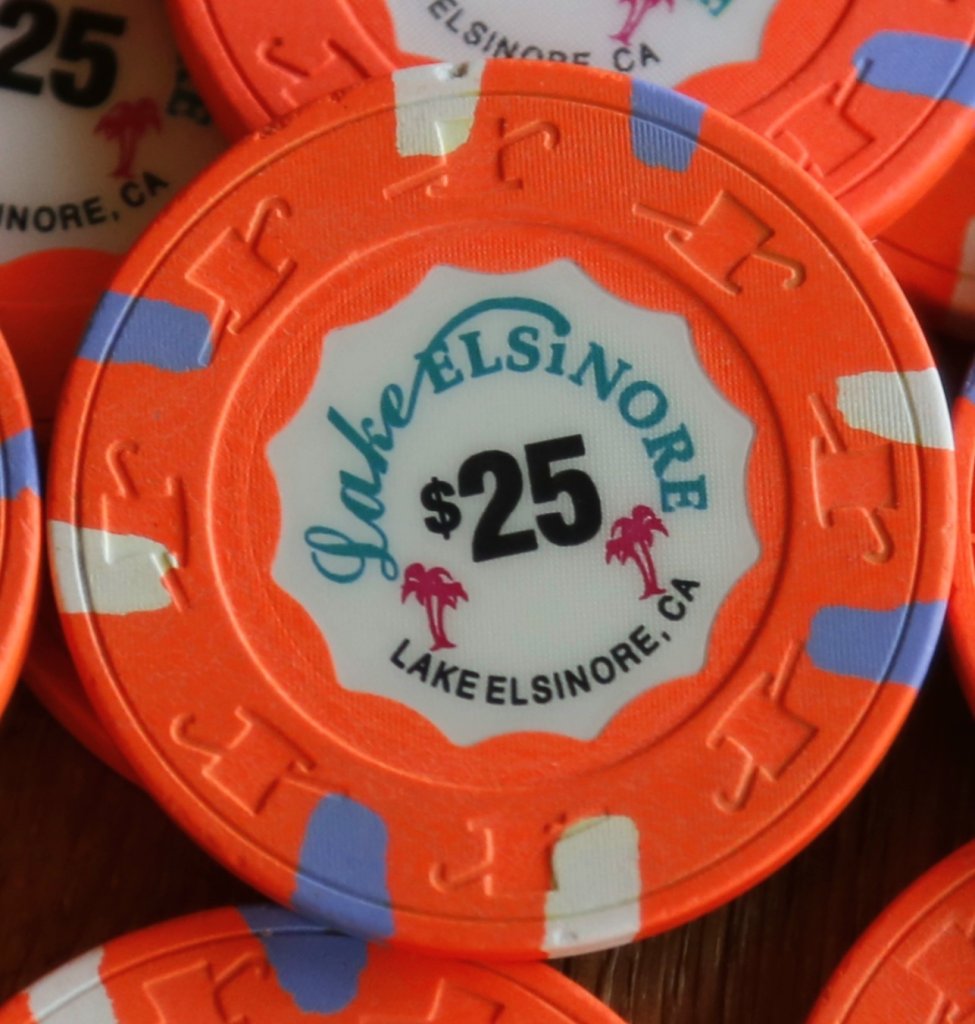 25
INORE, CA
ELSINORE, CA
Lake ELSiNORE
$25
LAKE ELSINORE, CA